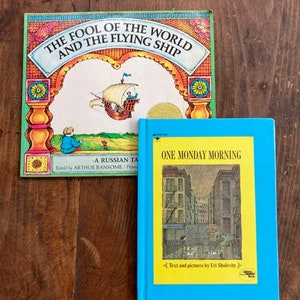 THE FOOL OF THE WORLD
AND THE FLYING SHIP
A RUSSIAN TA
Retold by ARTHUR RANSOME
ONE MONDAY MORNING
Text and pictures by Uri Shulevitz